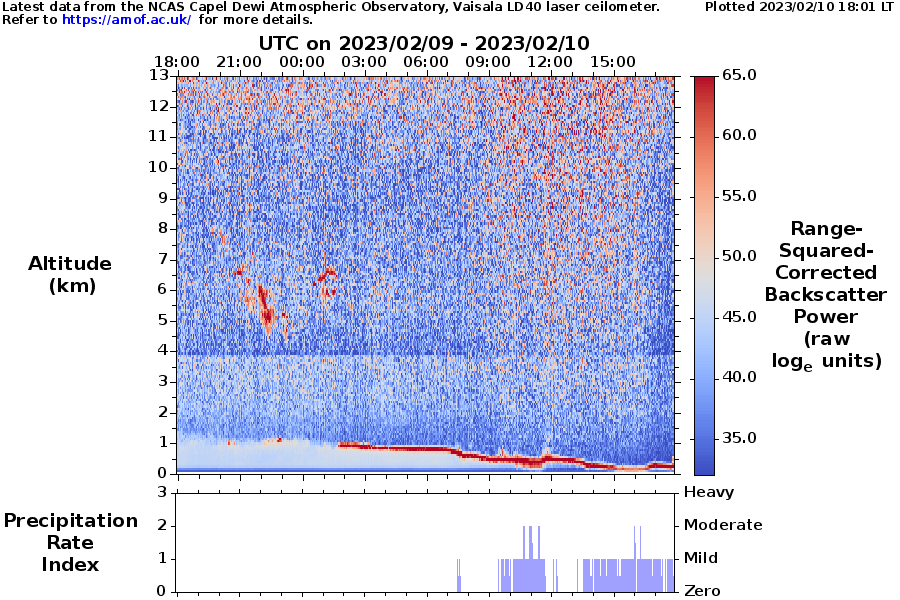 Latest data from the NCAS Capel Dewi Atmospheric Observatory, Vaisala LD40 laser ceilometer. Plotted 2023/02/10 18:01 LT
Refer to https://amof.ac.uk/ for more details.
UTC on 2023/02/09 - 2023/02/10
18:00 21:00 00:00 03:00 06:00 09:00 12:00 15:00
13
12
11
10
9
8
7
6
5
4
3
2
1
0
Altitude
(km)
65.0
60.0
55.0
50.0
45.0
40.0
35.0
Range-
Squared-
Corrected
Backscatter
Power
(raw
logₑ units)
Precipitation
Rate
Index
3
2
1
0
Heavy
Moderate
Mild
Zero